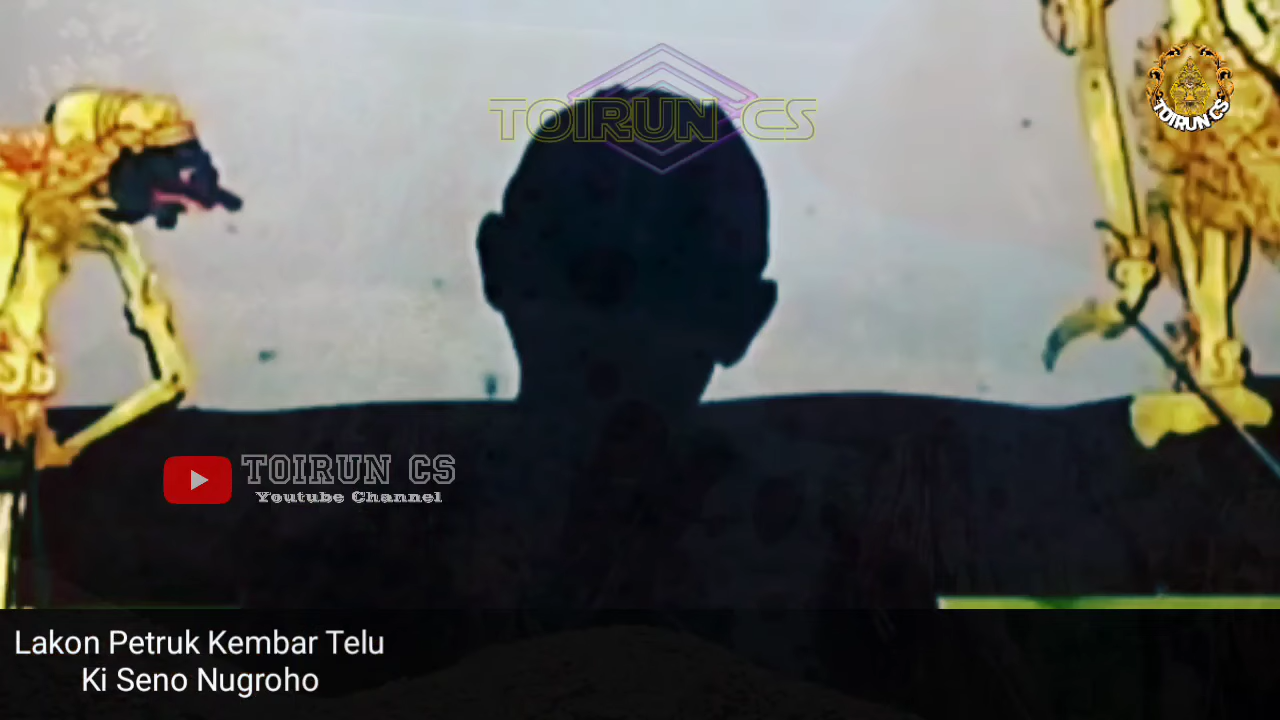 TOIRUN CS
TOIRUN CS
TOIRUN CS
Youtube Channel
Lakon Petruk Kembar Telu
Ki Seno Nugroho